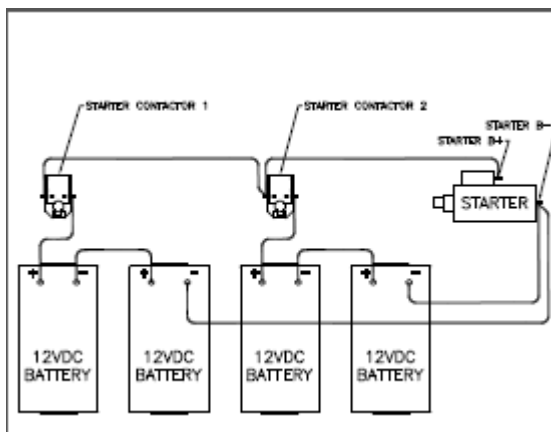 STARTER CONTACTOR 1
STARTER CONTACTOR 2
STARTER B-
STARTER B+
STARTER
+ -
+ -
+ -
+ -
12VDC
BATTERY
12VDC
BATTERY
12VDC
BATTERY
12VDC
BATTERY